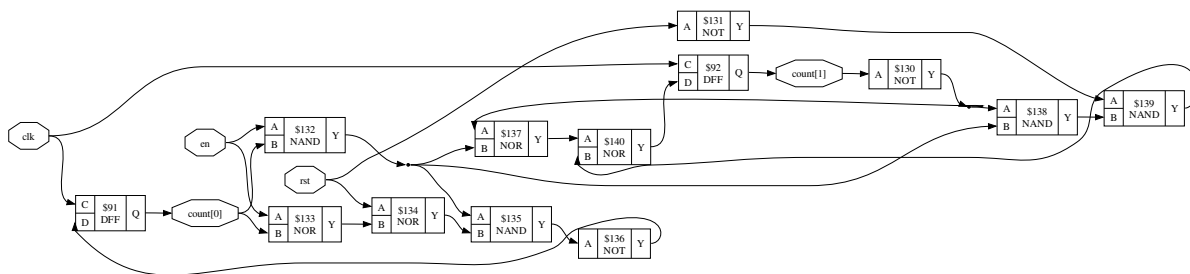 A $131 Y
NOT
C $92 Q
D DFF
count[1]
A $130 Y
NOT
A $138 Y
B NAND
A $139 Y
B NAND
clk
en
A $132 Y
B NAND
A $137 Y
B NOR
A $140 Y
B NOR
rst
C $91 Q
D DFF
count[0]
A $133 Y
B NOR
A $134 Y
B NOR
A $135 Y
B NAND
A $136 Y
NOT